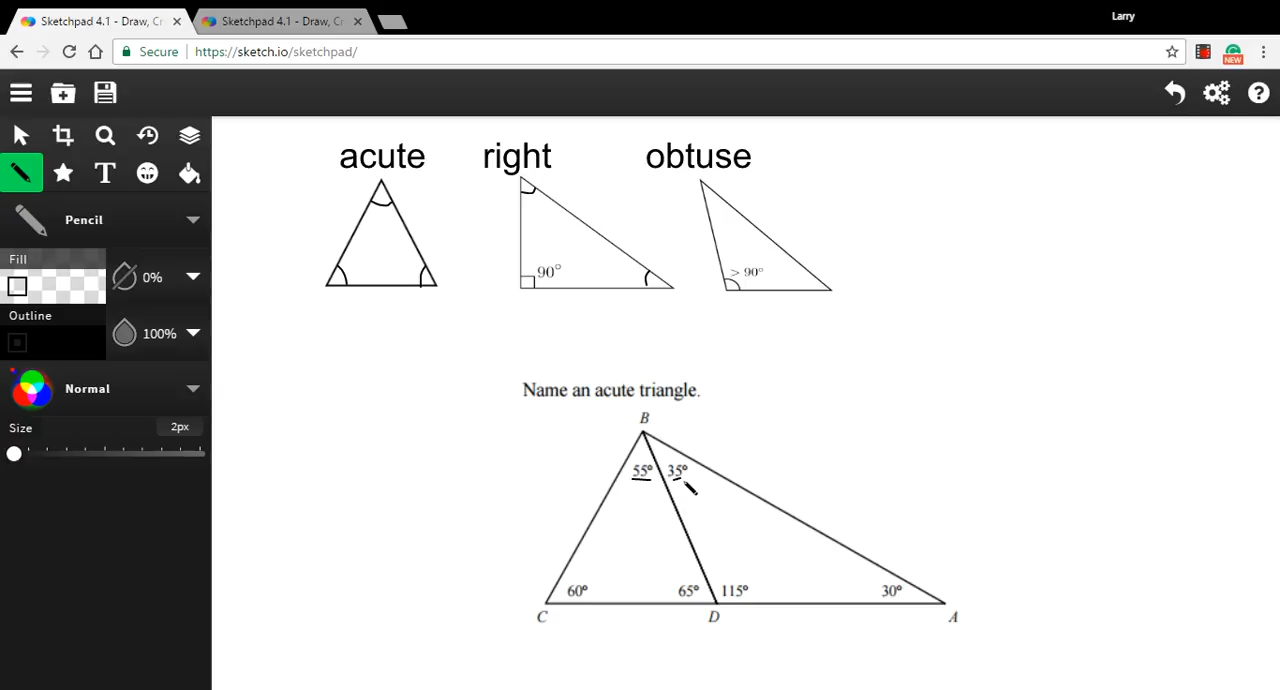 Larry
Sketchpad 4.1 - Draw, Cr
Sketchpad 4.1 - Draw, Cr
Secure https://sketch.io/sketchpad/
NEW
Pencil
Fill
0%
Outline
100%
Normal
Size 2px
acute right obtuse
90°
> 90°
Name an acute triangle.
B
55° 35°
60° 65° 115° 30°
C D A